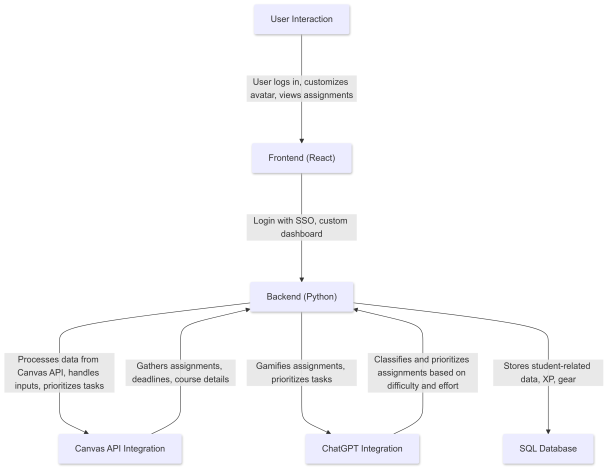 User Interaction
User logs in, customizes
avatar, views assignments
Frontend (React)
Login with SSO, custom
dashboard
Backend (Python)
Processes data from
Canvas API, handles
inputs, prioritizes tasks
Gathers assignments,
deadlines, course details
Gamifies assignments,
prioritizes tasks
Classifies and prioritizes
assignments based on
difficulty and effort
Stores student-related
data, XP, gear
Canvas API Integration
ChatGPT Integration
SQL Database